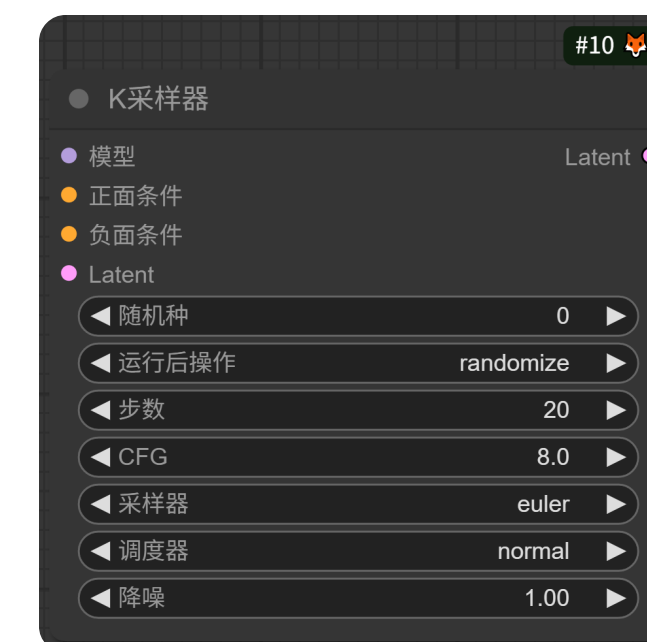 #10
K采样器
模型 Latent
正面条件
负面条件
Latent
随机种 0
运行后操作 randomize
步数 20
CFG 8.0
采样器 euler
调度器 normal
降噪 1.00